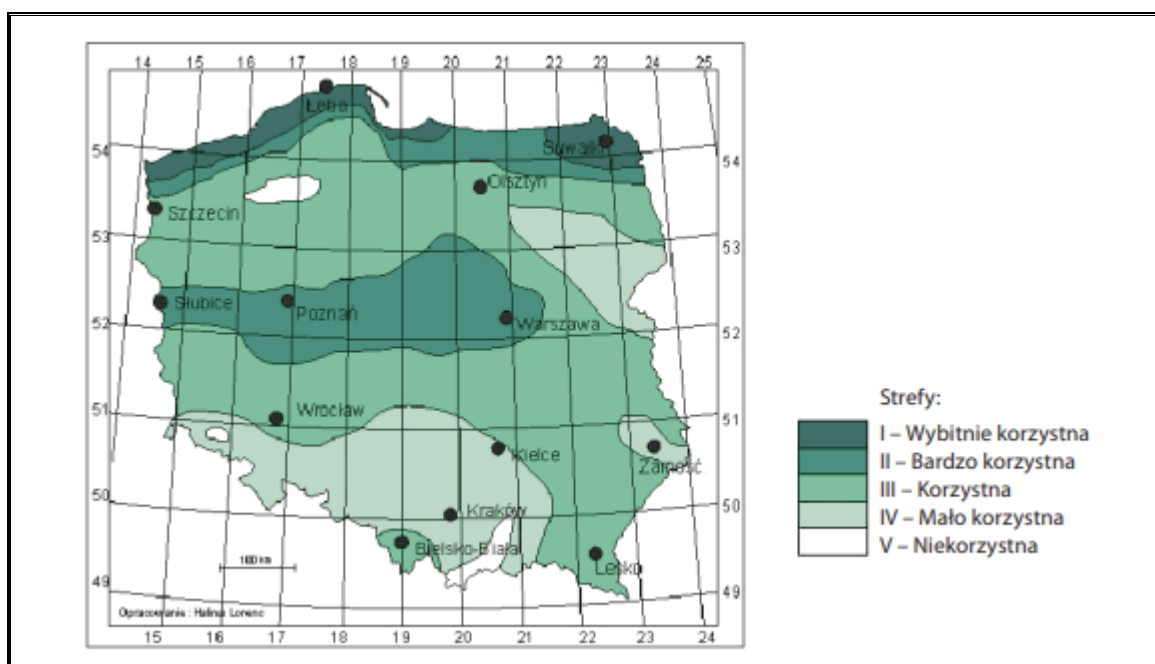 14 15 16 17 18 19 20 21 22 23 24 25
Łeba
Suwałki
54 54
Olsztyn
Szczecin
53 53
Słubice
Poznań
Warszawa
52 52
Wrocław
51 51
Kielce
Zamość
50 50
Kraków
Bielsko-Biała
Lesko
100 km
49 49
Opracowanie : Halina Lorenc
15 16 17 18 19 20 21 22 23 24
Strefy:
I – Wybitnie korzystna
II – Bardzo korzystna
III – Korzystna
IV – Mało korzystna
V – Niekorzystna